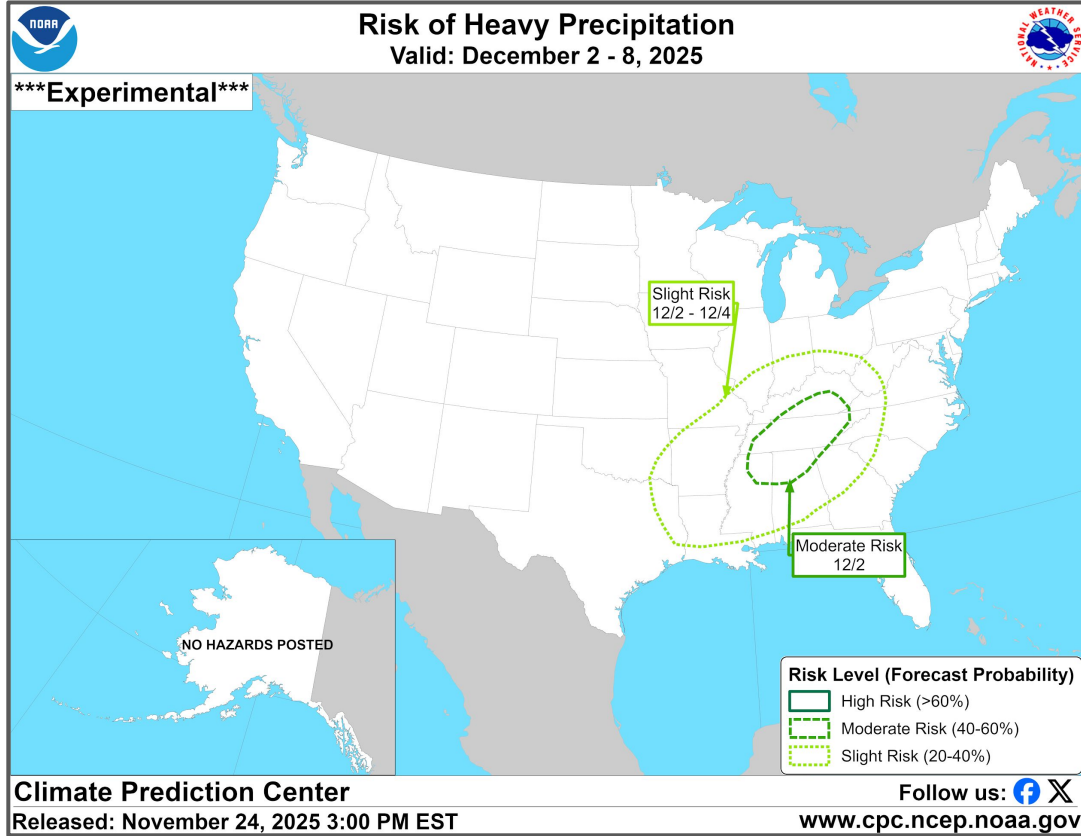 NOAA
Risk of Heavy Precipitation
Valid: December 2 - 8, 2025
NATIONAL WEATHER SERVICE
***Experimental***
Slight Risk
12/2 - 12/4
Moderate Risk
12/2
NO HAZARDS POSTED
Risk Level (Forecast Probability)
High Risk (>60%)
Moderate Risk (40-60%)
Slight Risk (20-40%)
Climate Prediction Center
Follow us:
Released: November 24, 2025 3:00 PM EST
www.cpc.ncep.noaa.gov